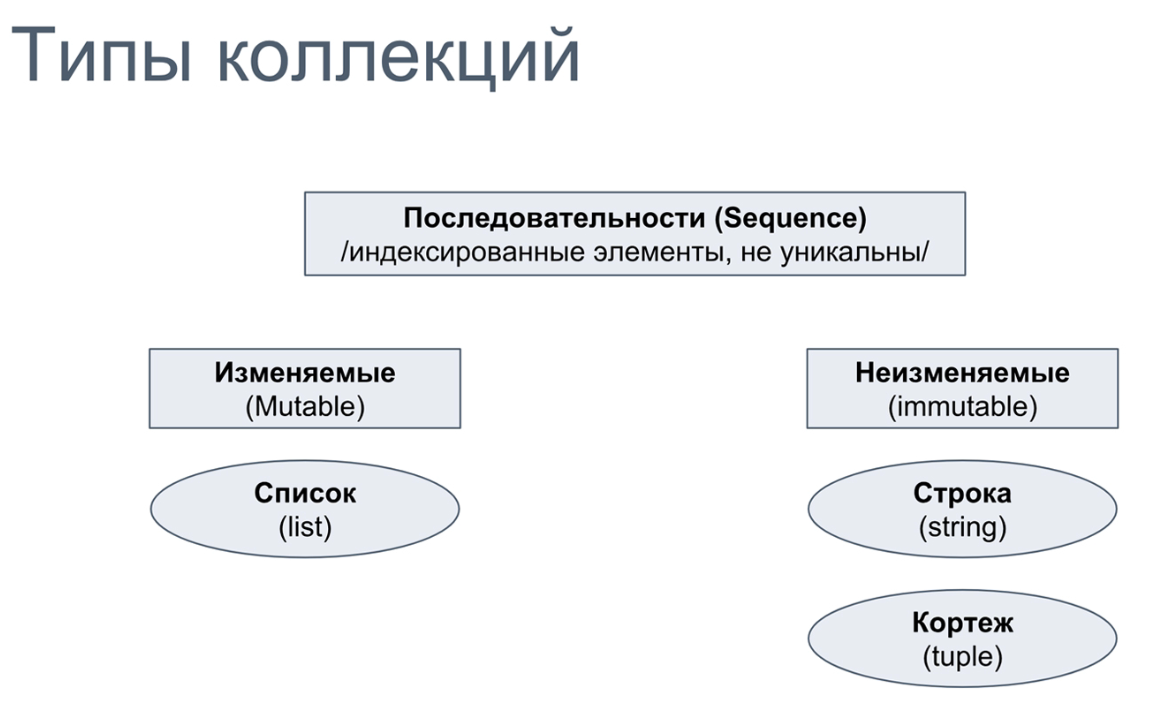 Типы коллекций
Последовательности (Sequence)
/индексированные элементы, не уникальны/
Изменяемые
(Mutable)
Неизменяемые
(immutable)
Список
(list)
Строка
(string)
Кортеж
(tuple)